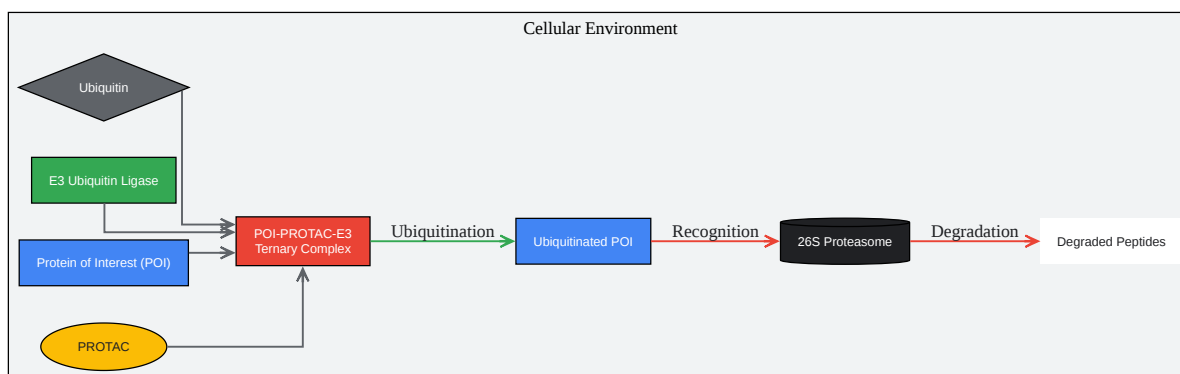 Cellular Environment
Ubiquitin
E3 Ubiquitin Ligase
Protein of Interest (POI)
PROTAC
POI-PROTAC-E3
Ternary Complex
Ubiquitination
Ubiquitinated POI
Recognition
26S Proteasome
Degradation
Degraded Peptides